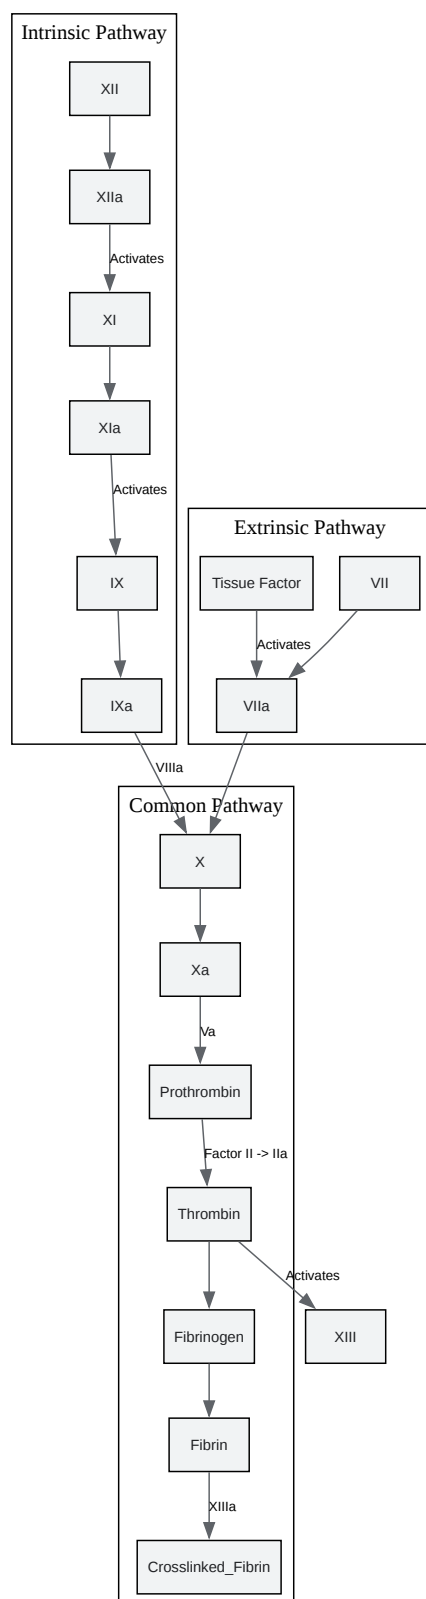 Intrinsic Pathway
XII
XIIa
Activates
XI
XIa
Activates
IX
IXa
Extrinsic Pathway
Tissue Factor
VII
Activates
VIIa
VIIIa
Common Pathway
X
Xa
Va
Prothrombin
Factor II -> IIa
Thrombin
Activates
Fibrinogen
XIII
Fibrin
XIIIa
Crosslinked_Fibrin